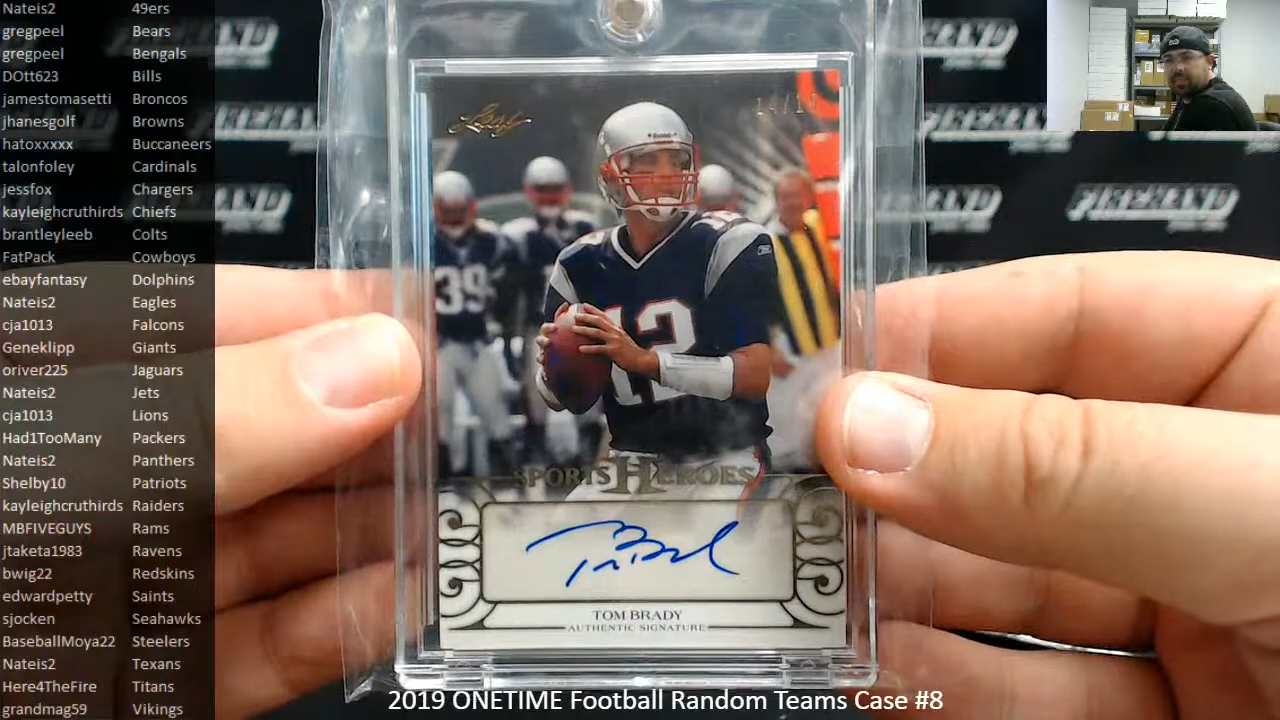 Nateis2 49ers
gregpeel Bears
gregpeel Bengals
DOtt623 Bills
jamestomasetti Broncos
jhanesgolf Browns
hatoxxxxx Buccaneers
talonfoley Cardinals
jessfox Chargers
kayleighcruthirds Chiefs
brantleyleeb Colts
FatPack Cowboys
ebayfantasy Dolphins
Nateis2 Eagles
cja1013 Falcons
Geneklipp Giants
oriver225 Jaguars
Nateis2 Jets
cja1013 Lions
Had1TooMany Packers
Nateis2 Panthers
Shelby10 Patriots
kayleighcruthirds Raiders
MBFIVEGUYS Rams
jtaketa1983 Ravens
bwig22 Redskins
edwardpetty Saints
sjocken Seahawks
BaseballMoya22 Steelers
Nateis2 Texans
Here4TheFire Titans
grandmag59 Vikings
FIREHAND
Leaf
12
39
12
SPORTS HEROES
TOM BRADY
AUTHENTIC SIGNATURE
2019 ONETIME Football Random Teams Case #8